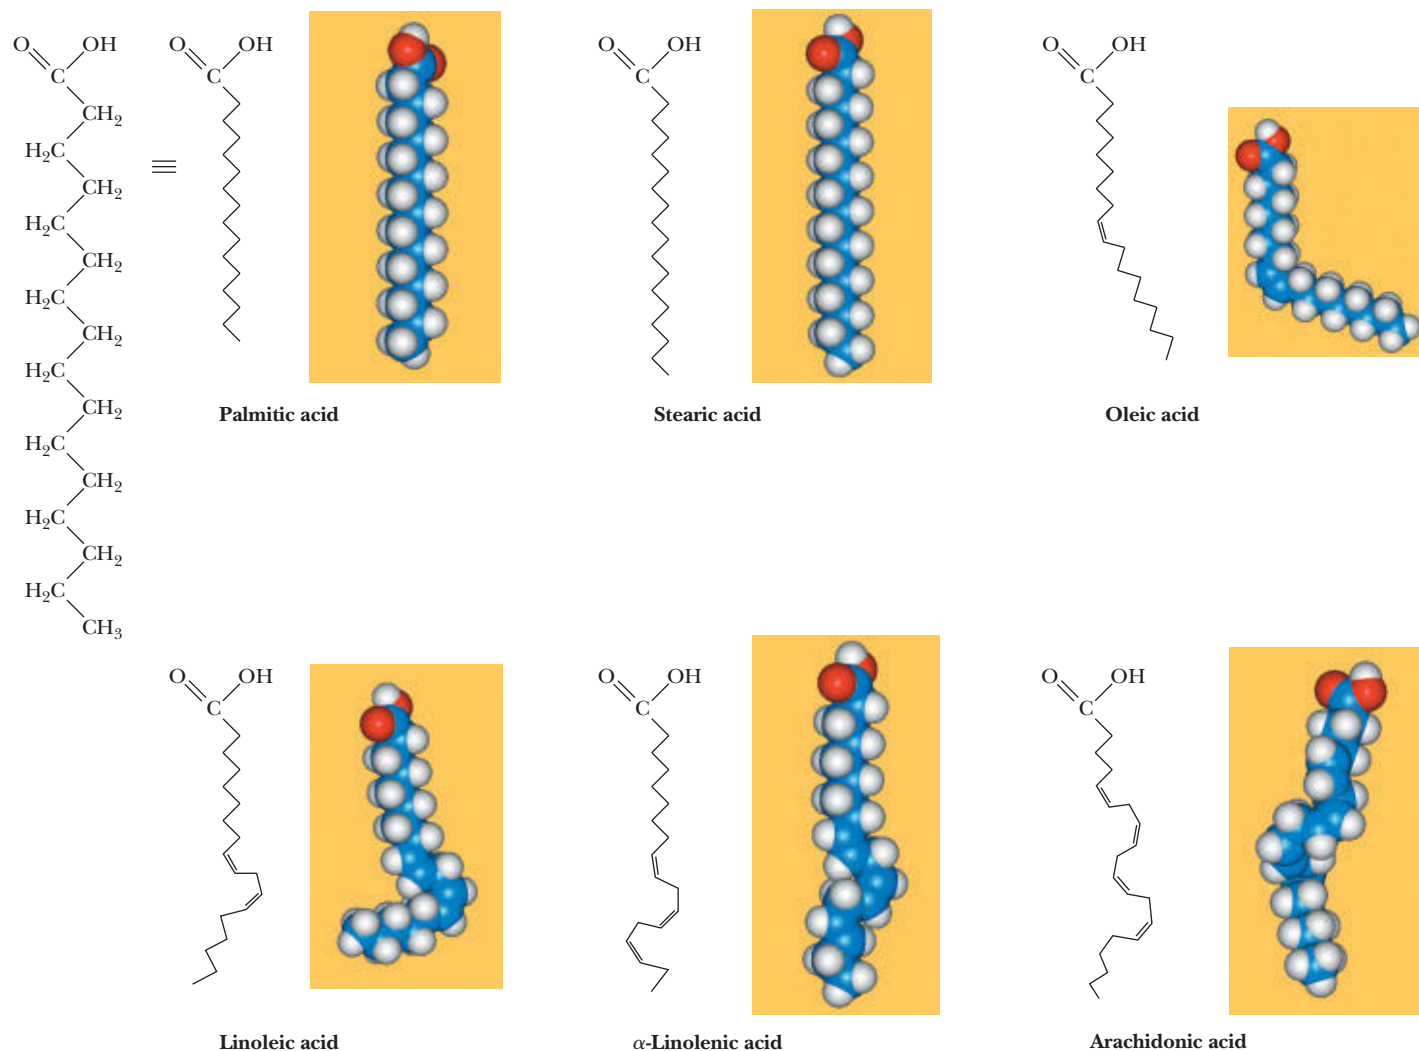 O OH
C
CH₂
H₂C
CH₂
H₂C
CH₂
H₂C
CH₂
H₂C
CH₂
H₂C
CH₂
H₂C
CH₂
H₂C
CH₃
≡
O OH
C
Palmitic acid
O OH
C
Stearic acid
O OH
C
Oleic acid
O OH
C
Linoleic acid
O OH
C
α-Linolenic acid
O OH
C
Arachidonic acid